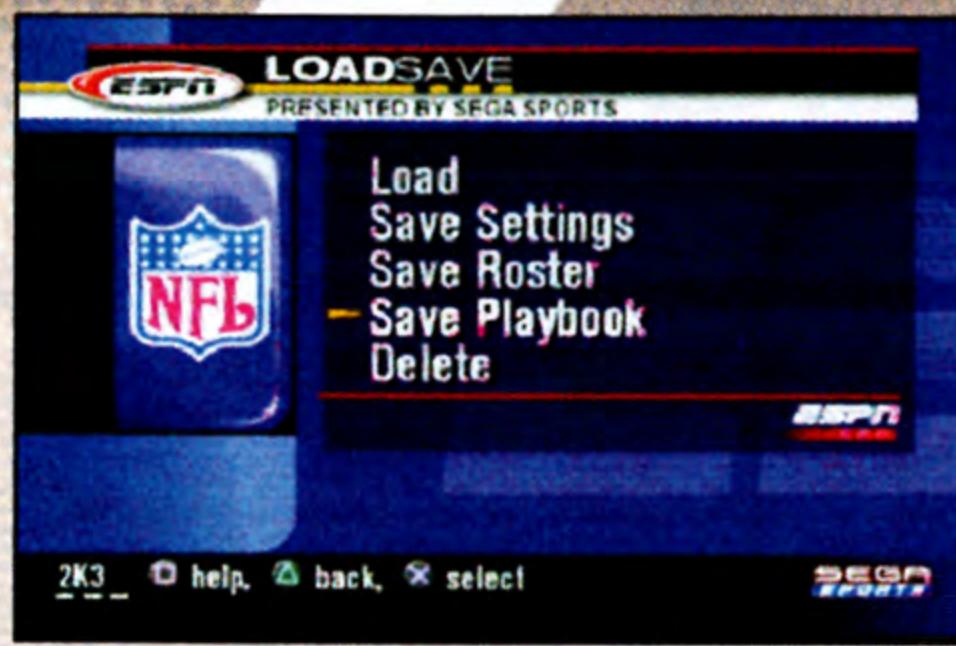 ESPN
LOADSAVE
PRESENTED BY SEGA SPORTS
NFL
Load
Save Settings
Save Roster
Save Playbook
Delete
ESPN
2K3 help, back, select
SEGA
SPORTS